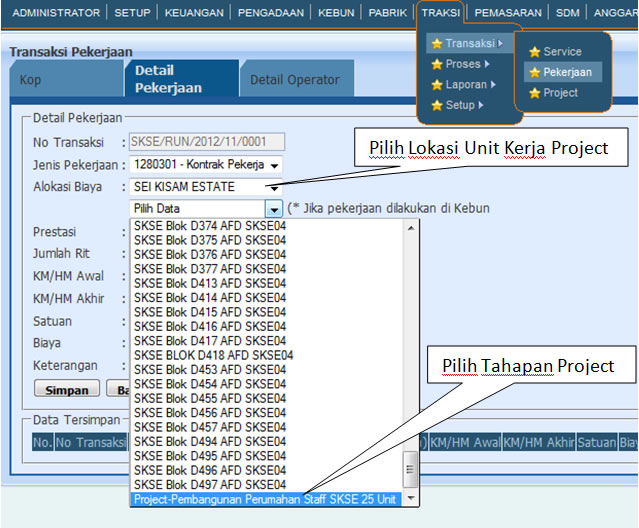 ADMINISTRATOR | SETUP | KEUANGAN | PENGADAAN | KEBUN | PABRIK | TRAKSI | PEMASARAN | SDM | ANGGAR
Transaksi
Proses
Laporan
Setup
Service
Pekerjaan
Project
Transaksi Pekerjaan
Kop
Detail Pekerjaan
Detail Operator
Detail Pekerjaan
No Transaksi : SKSE/RUN/2012/11/0001
Jenis Pekerjaan : 1280301 - Kontrak Pekerja
Pilih Lokasi Unit Kerja Project
Alokasi Biaya : SEI KISAM ESTATE
Pilih Data (* Jika pekerjaan dilakukan di Kebun
Prestasi :
Jumlah Rit :
KM/HM Awal :
KM/HM Akhir :
Satuan :
Biaya :
Keterangan :
Simpan Ba
SKSE Blok D374 AFD SKSE04
SKSE Blok D375 AFD SKSE04
SKSE Blok D376 AFD SKSE04
SKSE Blok D377 AFD SKSE04
SKSE Blok D413 AFD SKSE04
SKSE Blok D414 AFD SKSE04
SKSE Blok D415 AFD SKSE04
SKSE Blok D416 AFD SKSE04
SKSE Blok D417 AFD SKSE04
SKSE BLOK D418 AFD SKSE04
SKSE Blok D453 AFD SKSE04
SKSE Blok D454 AFD SKSE04
SKSE Blok D455 AFD SKSE04
SKSE Blok D456 AFD SKSE04
SKSE Blok D457 AFD SKSE04
SKSE Blok D494 AFD SKSE04
SKSE Blok D495 AFD SKSE04
SKSE Blok D496 AFD SKSE04
SKSE Blok D497 AFD SKSE04
Project-Pembangunan Perumahan Staff SKSE 25 Unit
Pilih Tahapan Project
Data Tersimpan
No. No Transaksi ) KM/HM Awal KM/HM Akhir Satuan Biay